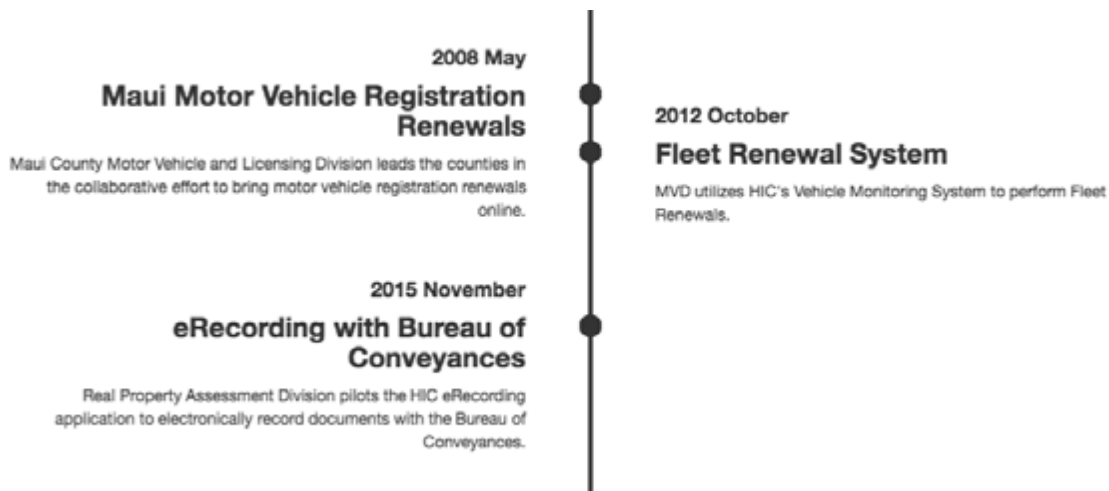 2008 May
Maui Motor Vehicle Registration
Renewals
Maui County Motor Vehicle and Licensing Division leads the counties in
the collaborative effort to bring motor vehicle registration renewals
online.
2012 October
Fleet Renewal System
MVD utilizes HIC's Vehicle Monitoring System to perform Fleet
Renewals.
2015 November
eRecording with Bureau of
Conveyances
Real Property Assessment Division pilots the HIC eRecording
application to electronically record documents with the Bureau of
Conveyances.